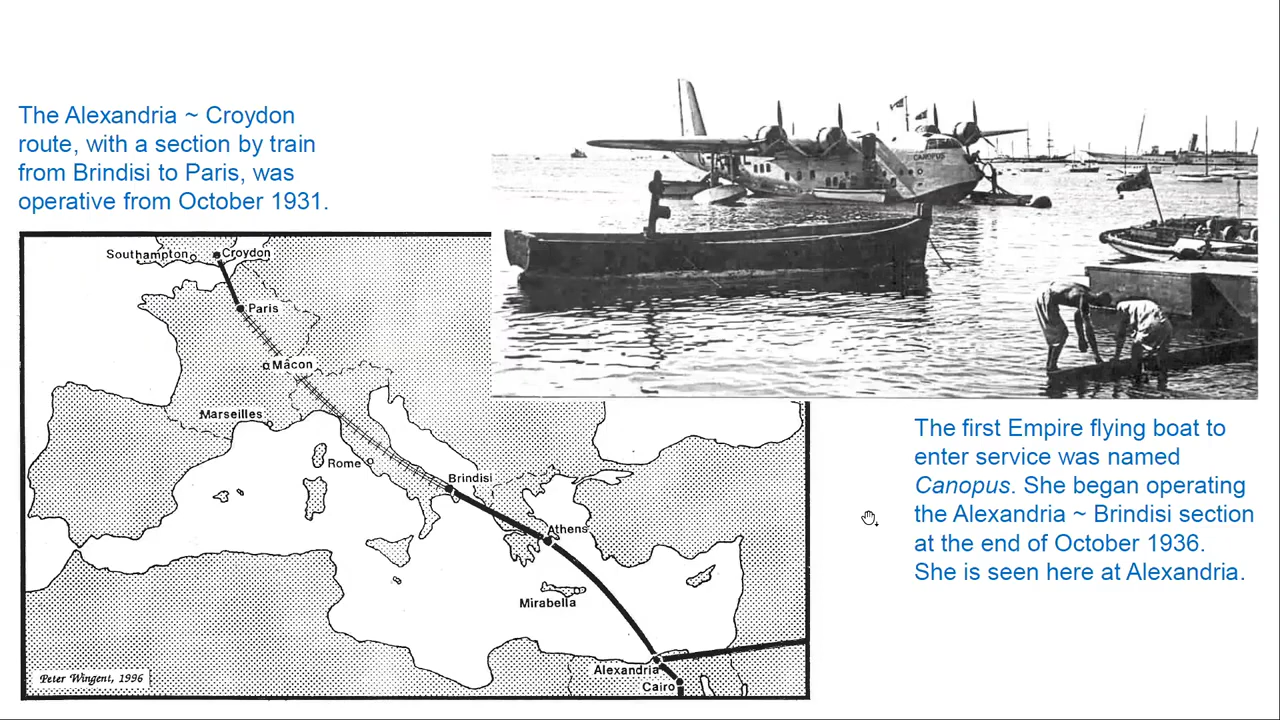 The Alexandria ~ Croydon
route, with a section by train
from Brindisi to Paris, was
operative from October 1931.
CANOPUS
Southampton
Croydon
Paris
Mâcon
Marseilles
Rome
Brindisi
Athens
Mirabella
Alexandria
Cairo
Peter Wingent, 1996
The first Empire flying boat to
enter service was named
Canopus. She began operating
the Alexandria ~ Brindisi section
at the end of October 1936.
She is seen here at Alexandria.